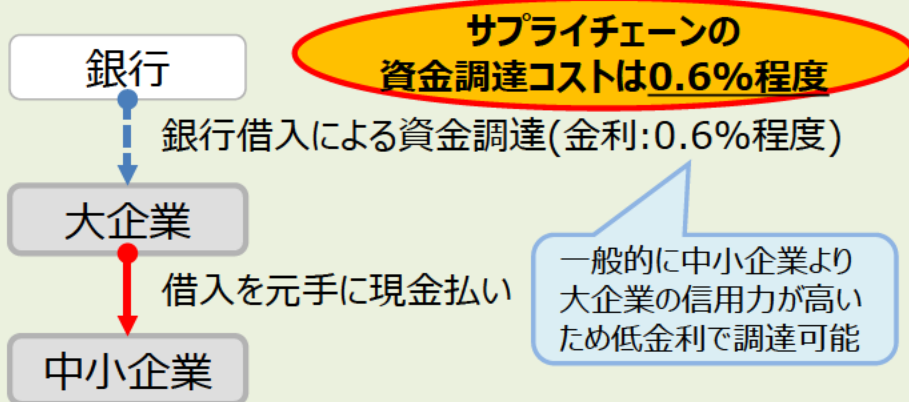 サプライチェーンの
資金調達コストは0.6%程度
銀行
銀行借入による資金調達(金利:0.6%程度)
大企業
一般的に中小企業より
大企業の信用力が高い
ため低金利で調達可能
借入を元手に現金払い
中小企業